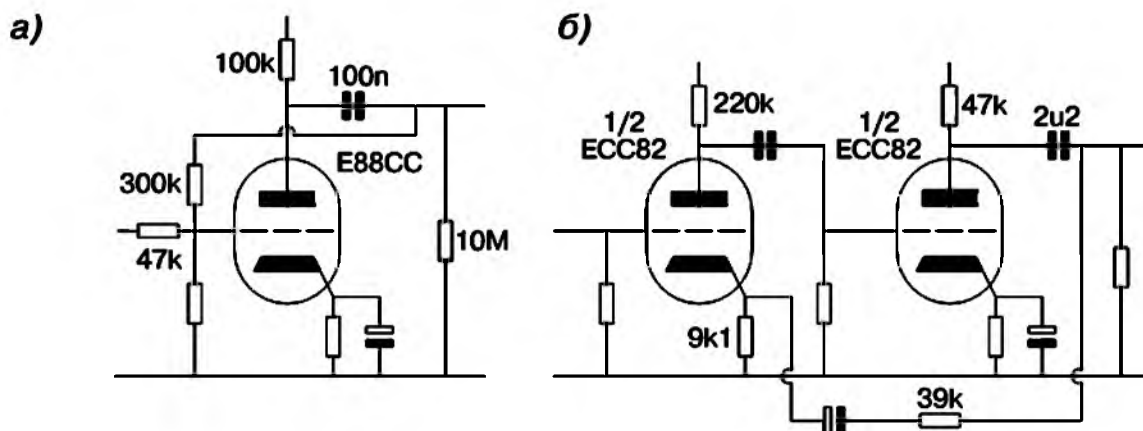 а)
100k
100n
E88CC
300k
47k
10M
б)
220k
1/2
ECC82
9k1
1/2
ECC82
47k
2u2
39k